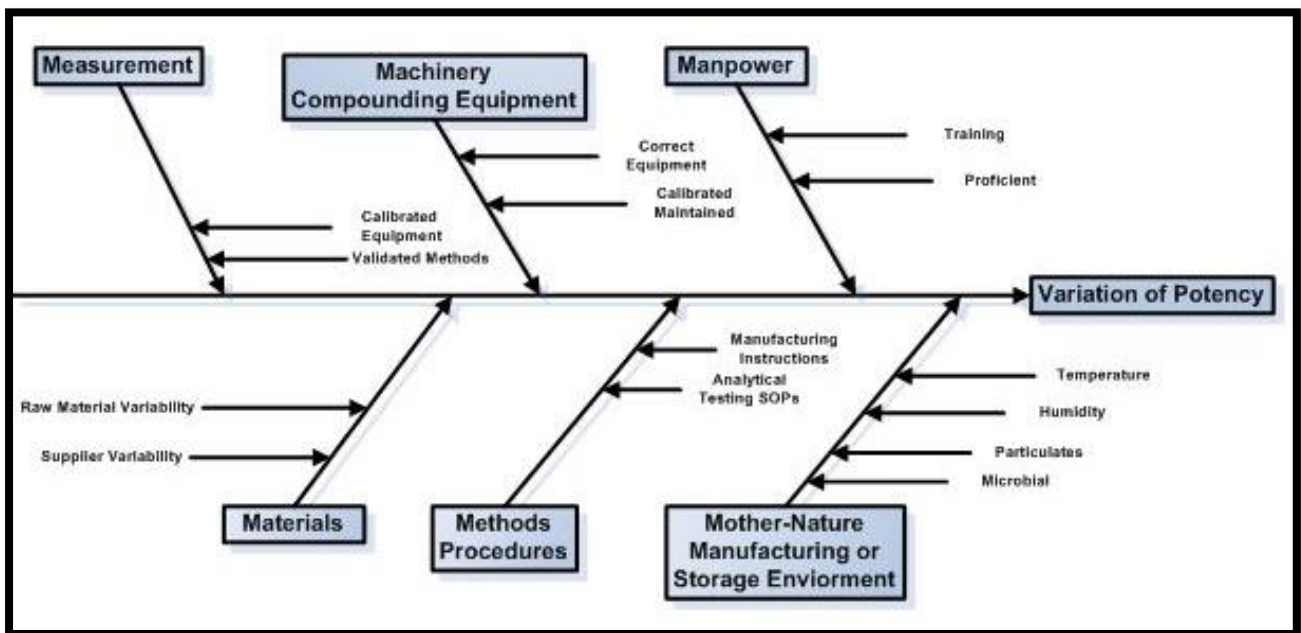 Measurement
Machinery
Compounding Equipment
Manpower
Correct
Equipment
Calibrated
Maintained
Training
Proficient
Calibrated
Equipment
Validated Methods
Variation of Potency
Manufacturing
Instructions
Analytical
Testing SOPs
Raw Material Variability
Supplier Variability
Temperature
Humidity
Particulates
Microbial
Materials
Methods
Procedures
Mother-Nature
Manufacturing or
Storage Enviorment